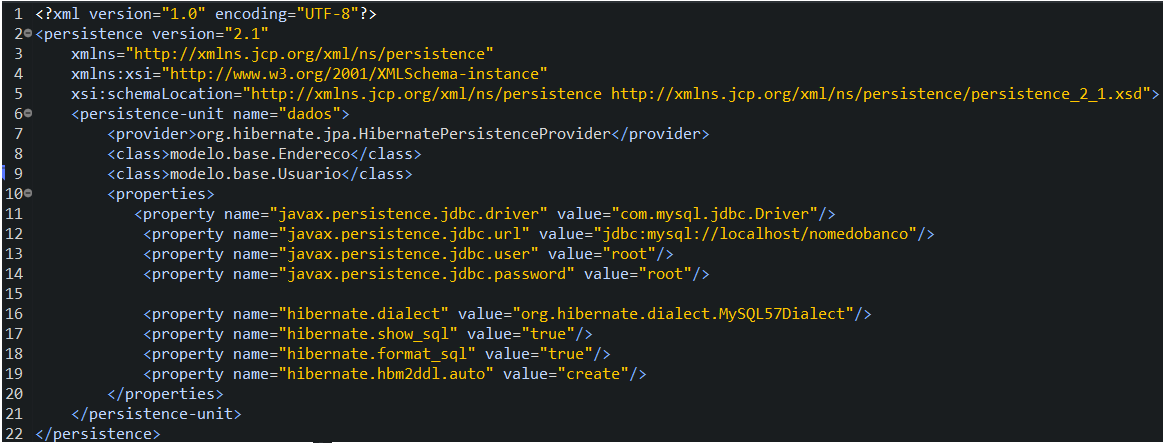 1 <?xml version="1.0" encoding="UTF-8"?>
2 <persistence version="2.1"
3     xmlns="http://xmlns.jcp.org/xml/ns/persistence"
4     xmlns:xsi="http://www.w3.org/2001/XMLSchema-instance"
5     xsi:schemaLocation="http://xmlns.jcp.org/xml/ns/persistence http://xmlns.jcp.org/xml/ns/persistence/persistence_2_1.xsd">
6     <persistence-unit name="dados">
7         <provider>org.hibernate.jpa.HibernatePersistenceProvider</provider>
8         <class>modelo.base.Endereco</class>
9         <class>modelo.base.Usuario</class>
10         <properties>
11            <property name="javax.persistence.jdbc.driver" value="com.mysql.jdbc.Driver"/>
12             <property name="javax.persistence.jdbc.url" value="jdbc:mysql://localhost/nomedobanco"/>
13             <property name="javax.persistence.jdbc.user" value="root"/>
14             <property name="javax.persistence.jdbc.password" value="root"/>
15
16             <property name="hibernate.dialect" value="org.hibernate.dialect.MySQL57Dialect"/>
17             <property name="hibernate.show_sql" value="true"/>
18             <property name="hibernate.format_sql" value="true"/>
19             <property name="hibernate.hbm2ddl.auto" value="create"/>
20         </properties>
21     </persistence-unit>
22 </persistence>